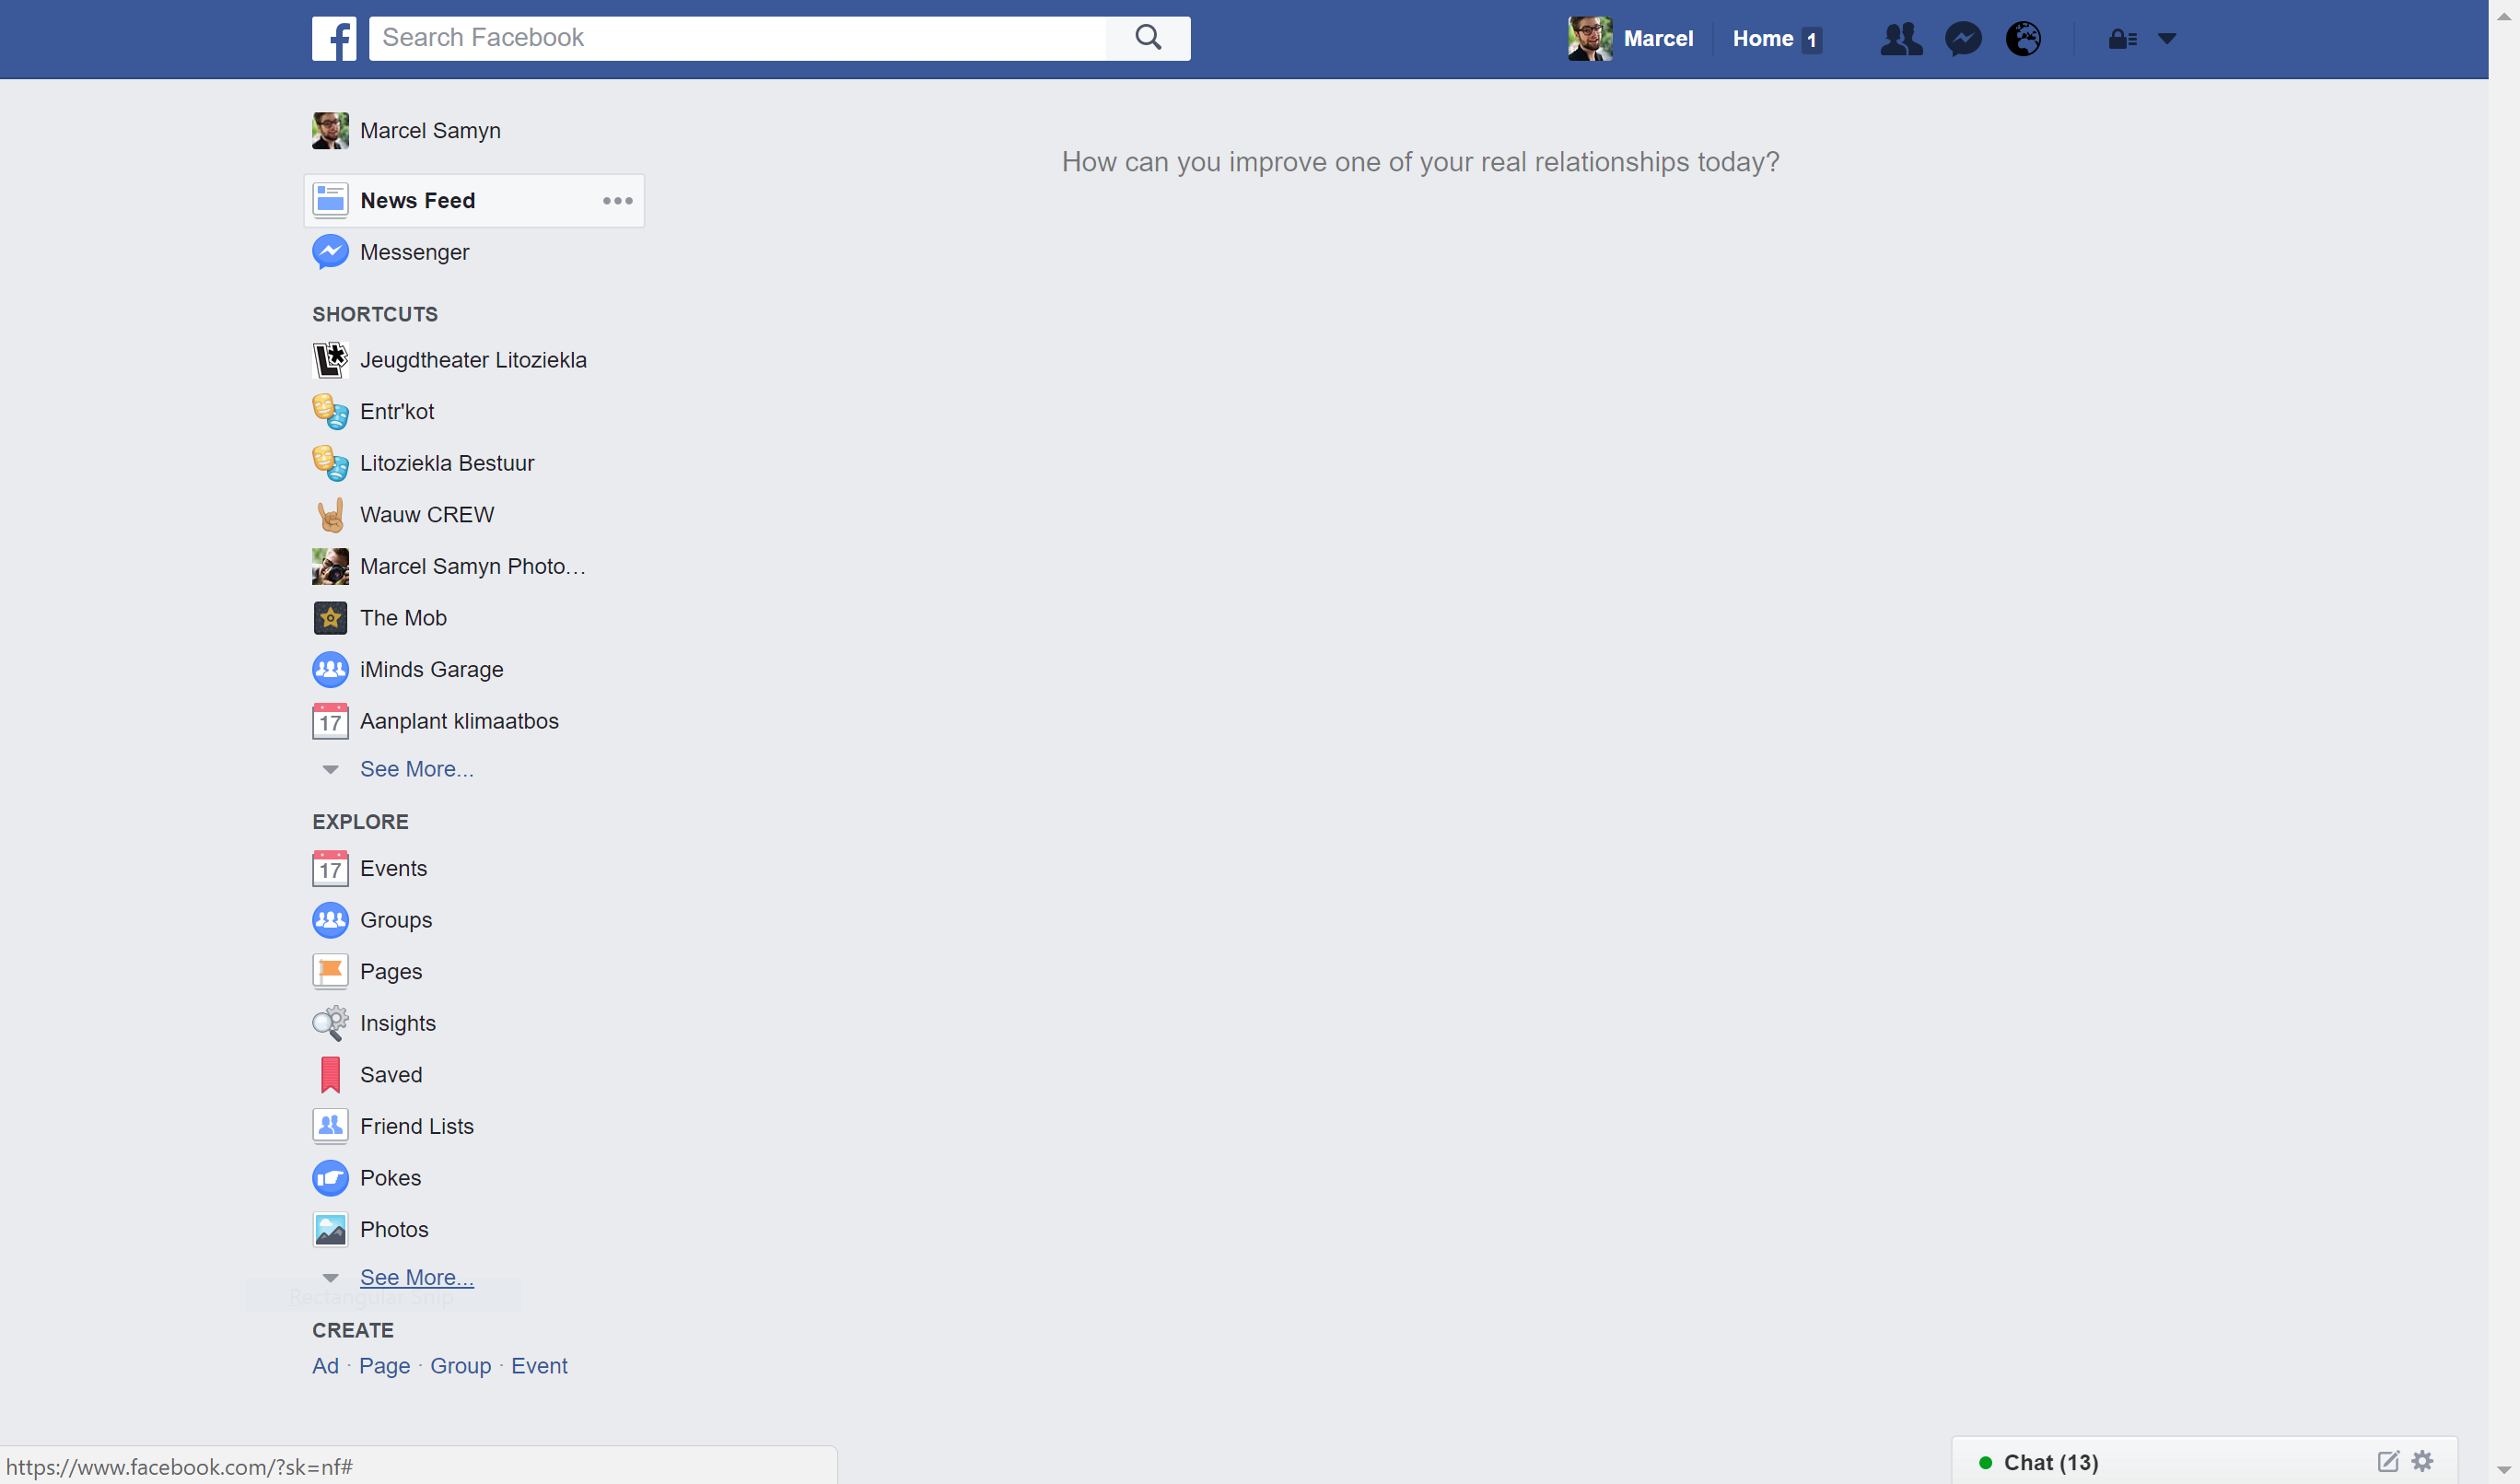 Search Facebook
Marcel
Home 1
Marcel Samyn
How can you improve one of your real relationships today?
News Feed
Messenger
SHORTCUTS
Jeugdtheater Litoziekla
Entr'kot
Litoziekla Bestuur
Wauw CREW
Marcel Samyn Photo...
The Mob
iMinds Garage
17 Aanplant klimaatbos
See More...
EXPLORE
17 Events
Groups
Pages
Insights
Saved
Friend Lists
Pokes
Photos
See More...
Rectangular Snip
CREATE
Ad · Page · Group · Event
https://www.facebook.com/?sk=nf#
Chat (13)